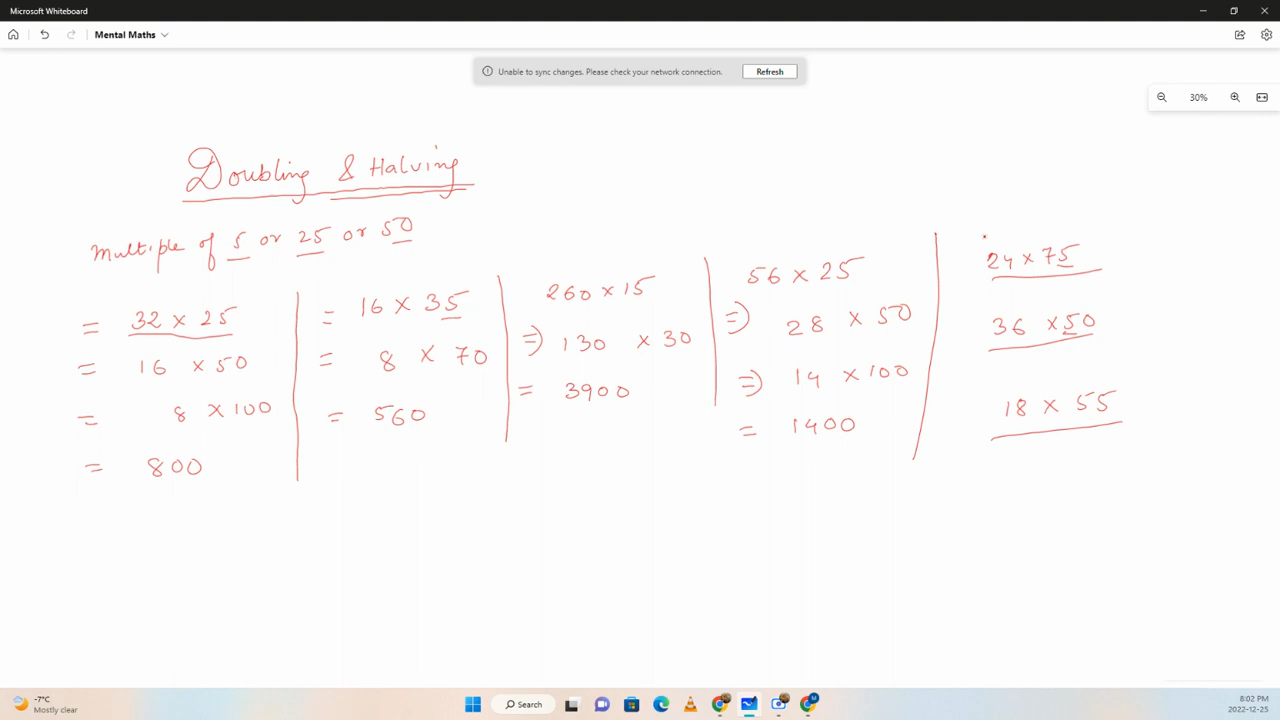 Microsoft Whiteboard
Mental Maths
Unable to sync changes. Please check your network connection. Refresh
30%
Doubling & Halving
Multiple of 5 or 25 or 50
= 32 × 25
= 16 × 50
= 8 × 100
= 800
= 16 × 35
= 8 × 70
= 560
260 × 15
⇒ 130 × 30
= 3900
56 × 25
⇒ 28 × 50
⇒ 14 × 100
= 1400
24 × 75
36 × 50
18 × 55
-7°C
Mostly clear
Search
8:02 PM
2022-12-25